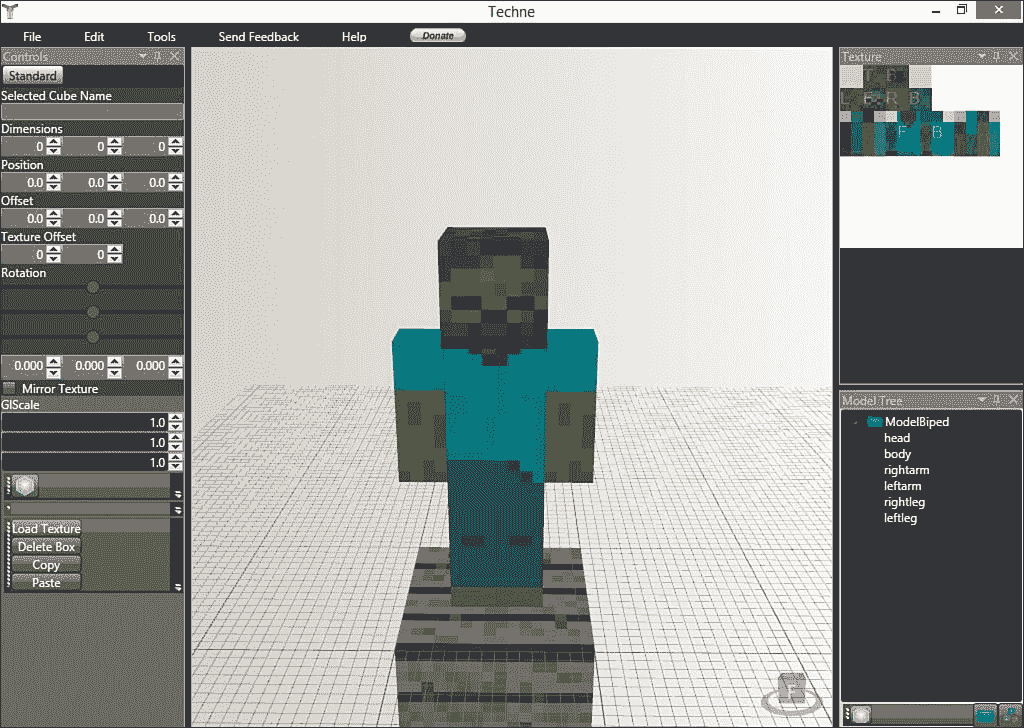 Techne
File Edit Tools Send Feedback Help Donate
Controls
Standard
Selected Cube Name
Dimensions
0 0 0
Position
0.0 0.0 0.0
Offset
0.0 0.0 0.0
Texture Offset
0 0
Rotation
0.000 0.000 0.000
Mirror Texture
GlScale
1.0
1.0
1.0
Load Texture
Delete Box
Copy
Paste
F
Texture
T B
L F R B
F B
Model Tree
ModelBiped
head
body
rightarm
leftarm
rightleg
leftleg